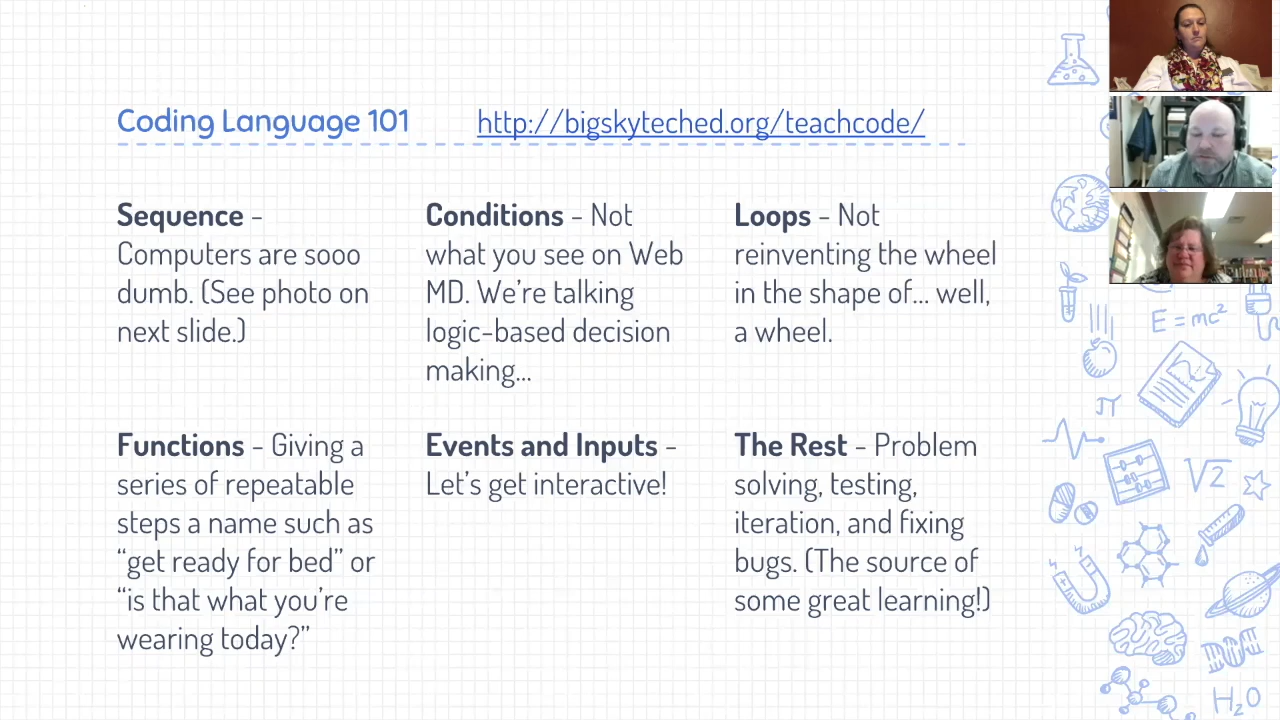 Coding Language 101
http://bigskyteched.org/teachcode/
Sequence –
Computers are sooo
dumb. (See photo on
next slide.)
Conditions – Not
what you see on Web
MD. We’re talking
logic-based decision
making...
Loops – Not
reinventing the wheel
in the shape of... well,
a wheel.
Functions – Giving a
series of repeatable
steps a name such as
“get ready for bed” or
“is that what you’re
wearing today?”
Events and Inputs –
Let’s get interactive!
The Rest – Problem
solving, testing,
iteration, and fixing
bugs. (The source of
some great learning!)
E=mc²
π
√2
H₂O